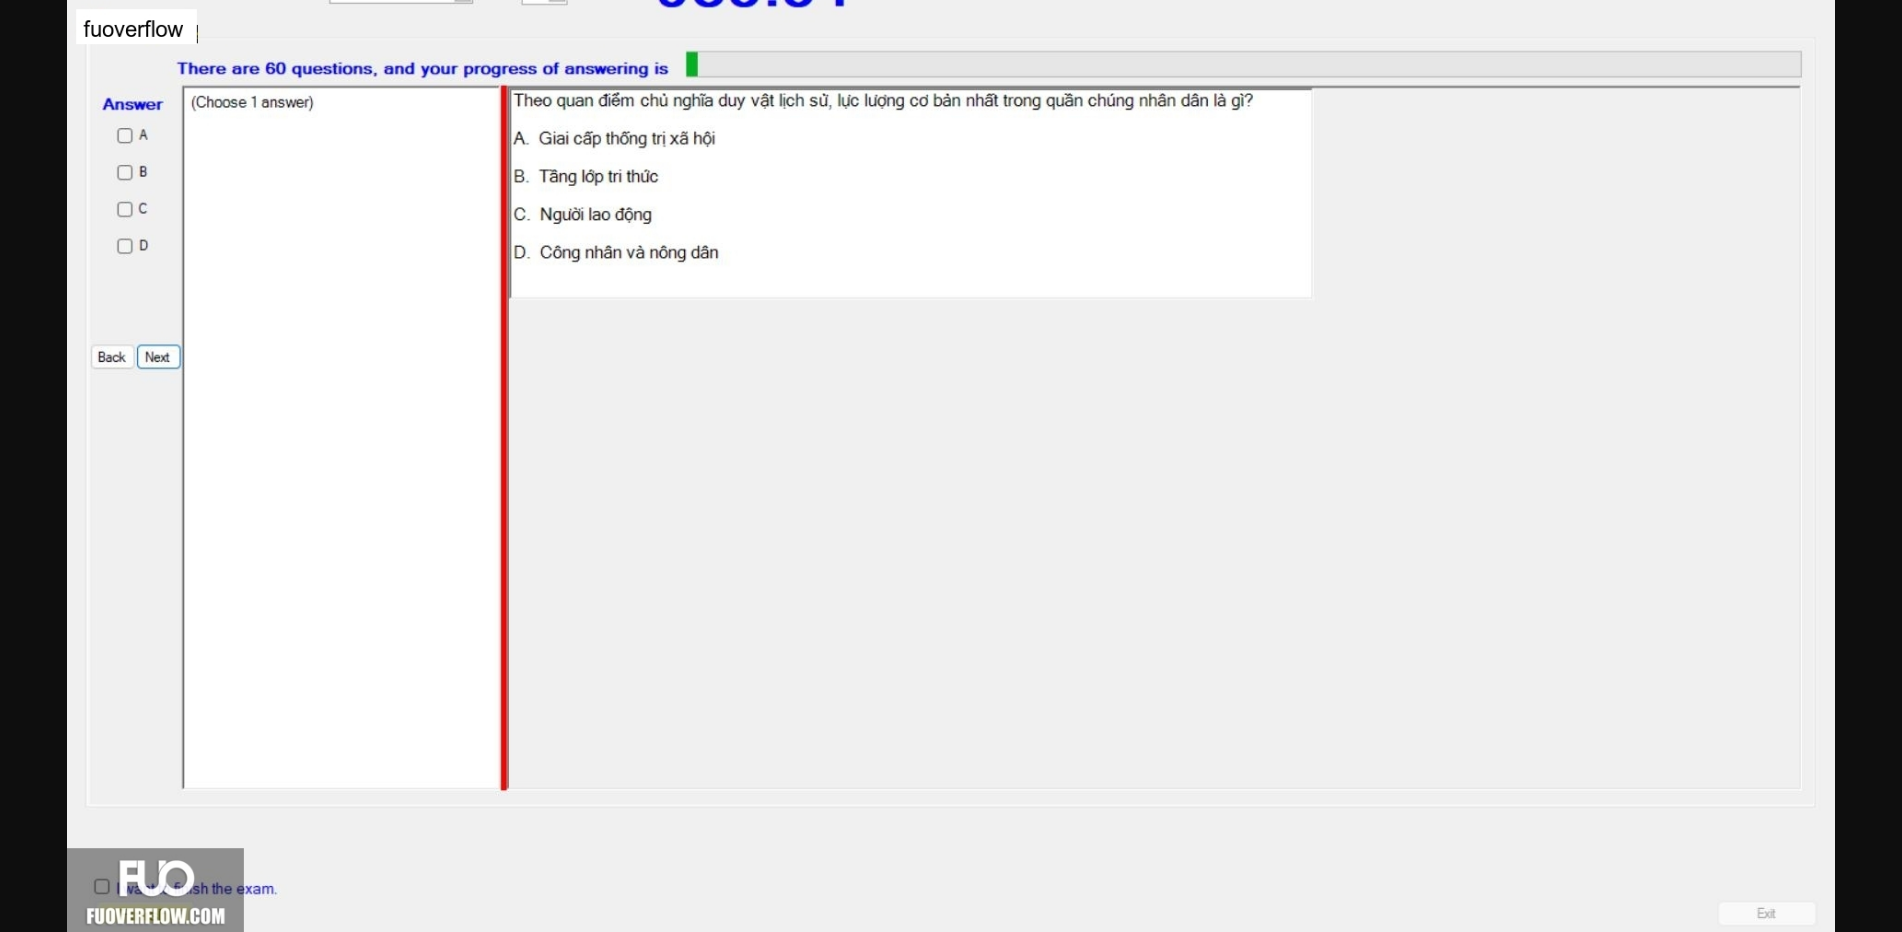 fuoverflow
There are 60 questions, and your progress of answering is
Answer
(Choose 1 answer)
A
B
C
D
Back
Next
Theo quan điểm chủ nghĩa duy vật lịch sử, lực lượng cơ bản nhất trong quần chúng nhân dân là gì?
A. Giai cấp thống trị xã hội
B. Tầng lớp tri thức
C. Người lao động
D. Công nhân và nông dân
FUO
I want finish the exam.
FUOVERFLOW.COM
Exit